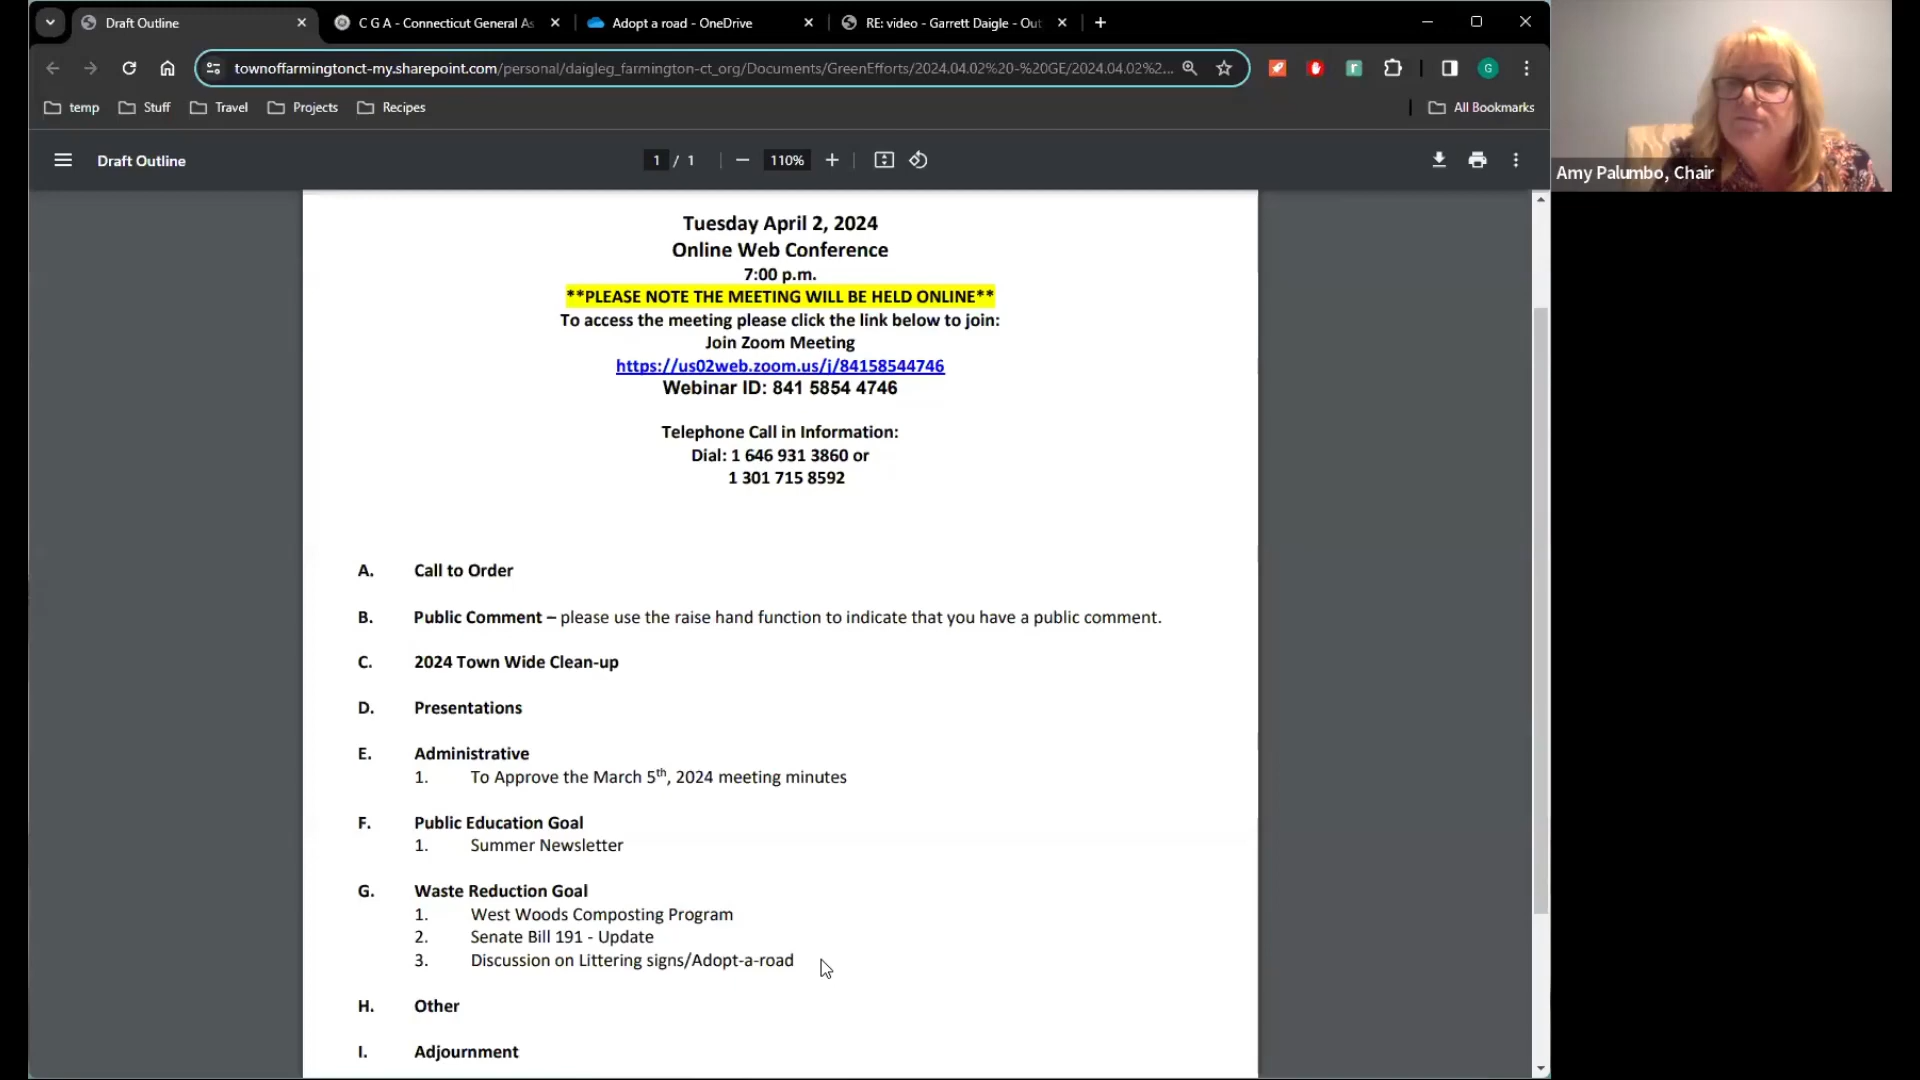 Draft Outline
C G A - Connecticut General As
Adopt a road - OneDrive
RE: video - Garrett Daigle - Out
townoffarmingtonct-my.sharepoint.com/personal/daigleg_farmington-ct_org/Documents/GreenEfforts/2024.04.02%20-%20GE/2024.04.02%2...
G
temp
Stuff
Travel
Projects
Recipes
All Bookmarks
Draft Outline
1 / 1
110%
Amy Palumbo, Chair
Tuesday April 2, 2024
Online Web Conference
7:00 p.m.
**PLEASE NOTE THE MEETING WILL BE HELD ONLINE**
To access the meeting please click the link below to join:
Join Zoom Meeting
https://us02web.zoom.us/j/84158544746
Webinar ID: 841 5854 4746
Telephone Call in Information:
Dial: 1 646 931 3860 or
1 301 715 8592
A. Call to Order
B. Public Comment – please use the raise hand function to indicate that you have a public comment.
C. 2024 Town Wide Clean-up
D. Presentations
E. Administrative
1. To Approve the March 5th, 2024 meeting minutes
F. Public Education Goal
1. Summer Newsletter
G. Waste Reduction Goal
1. West Woods Composting Program
2. Senate Bill 191 - Update
3. Discussion on Littering signs/Adopt-a-road
H. Other
I. Adjournment